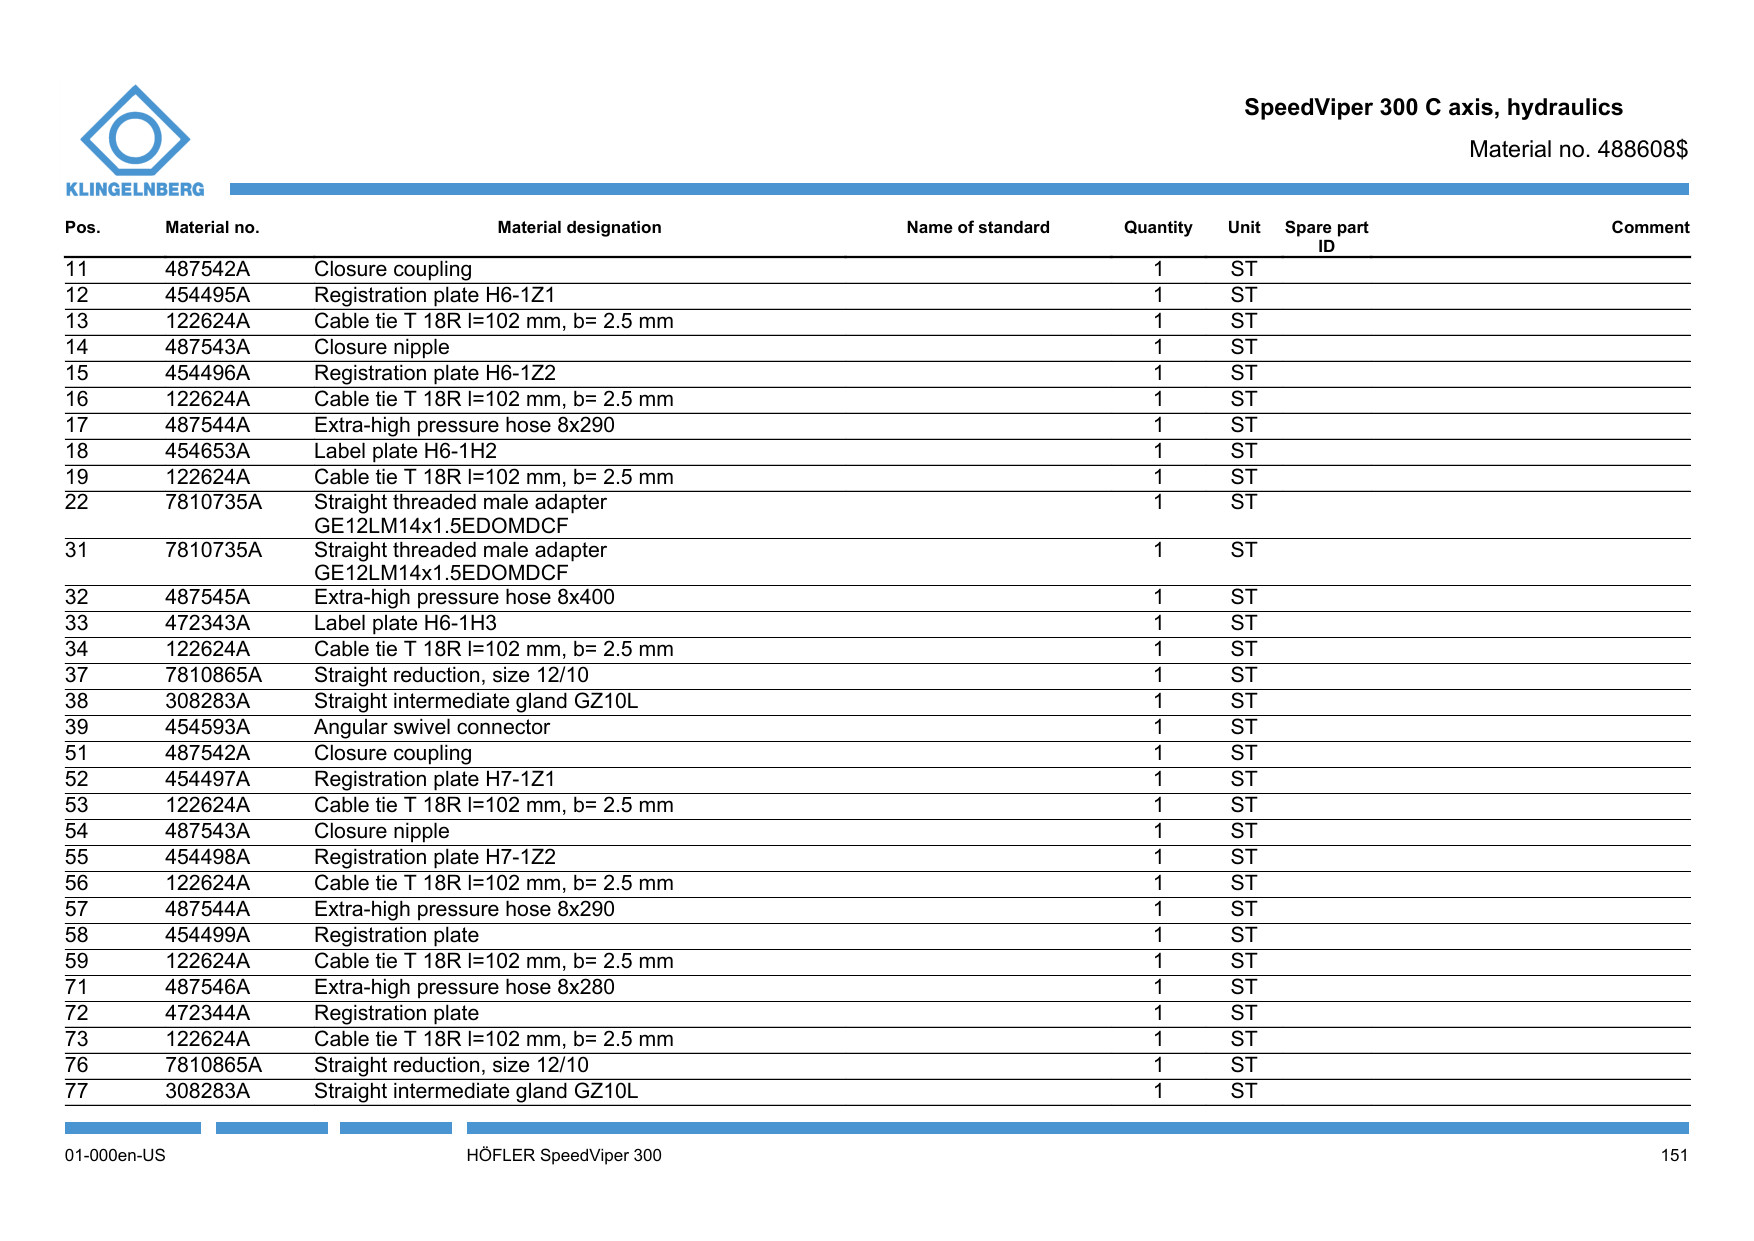 SpeedViper 300 C axis, hydraulics
Material no. 488608$
KLINGELNBERG
Pos. Material no. Material designation Name of standard Quantity Unit Spare part ID Comment
11 487542A Closure coupling 1 ST
12 454495A Registration plate H6-1Z1 1 ST
13 122624A Cable tie T 18R l=102 mm, b= 2.5 mm 1 ST
14 487543A Closure nipple 1 ST
15 454496A Registration plate H6-1Z2 1 ST
16 122624A Cable tie T 18R l=102 mm, b= 2.5 mm 1 ST
17 487544A Extra-high pressure hose 8x290 1 ST
18 454653A Label plate H6-1H2 1 ST
19 122624A Cable tie T 18R l=102 mm, b= 2.5 mm 1 ST
22 7810735A Straight threaded male adapter 1 ST
GE12LM14x1.5EDOMDCF
31 7810735A Straight threaded male adapter 1 ST
GE12LM14x1.5EDOMDCF
32 487545A Extra-high pressure hose 8x400 1 ST
33 472343A Label plate H6-1H3 1 ST
34 122624A Cable tie T 18R l=102 mm, b= 2.5 mm 1 ST
37 7810865A Straight reduction, size 12/10 1 ST
38 308283A Straight intermediate gland GZ10L 1 ST
39 454593A Angular swivel connector 1 ST
51 487542A Closure coupling 1 ST
52 454497A Registration plate H7-1Z1 1 ST
53 122624A Cable tie T 18R l=102 mm, b= 2.5 mm 1 ST
54 487543A Closure nipple 1 ST
55 454498A Registration plate H7-1Z2 1 ST
56 122624A Cable tie T 18R l=102 mm, b= 2.5 mm 1 ST
57 487544A Extra-high pressure hose 8x290 1 ST
58 454499A Registration plate 1 ST
59 122624A Cable tie T 18R l=102 mm, b= 2.5 mm 1 ST
71 487546A Extra-high pressure hose 8x280 1 ST
72 472344A Registration plate 1 ST
73 122624A Cable tie T 18R l=102 mm, b= 2.5 mm 1 ST
76 7810865A Straight reduction, size 12/10 1 ST
77 308283A Straight intermediate gland GZ10L 1 ST
01-000en-US HÖFLER SpeedViper 300 151